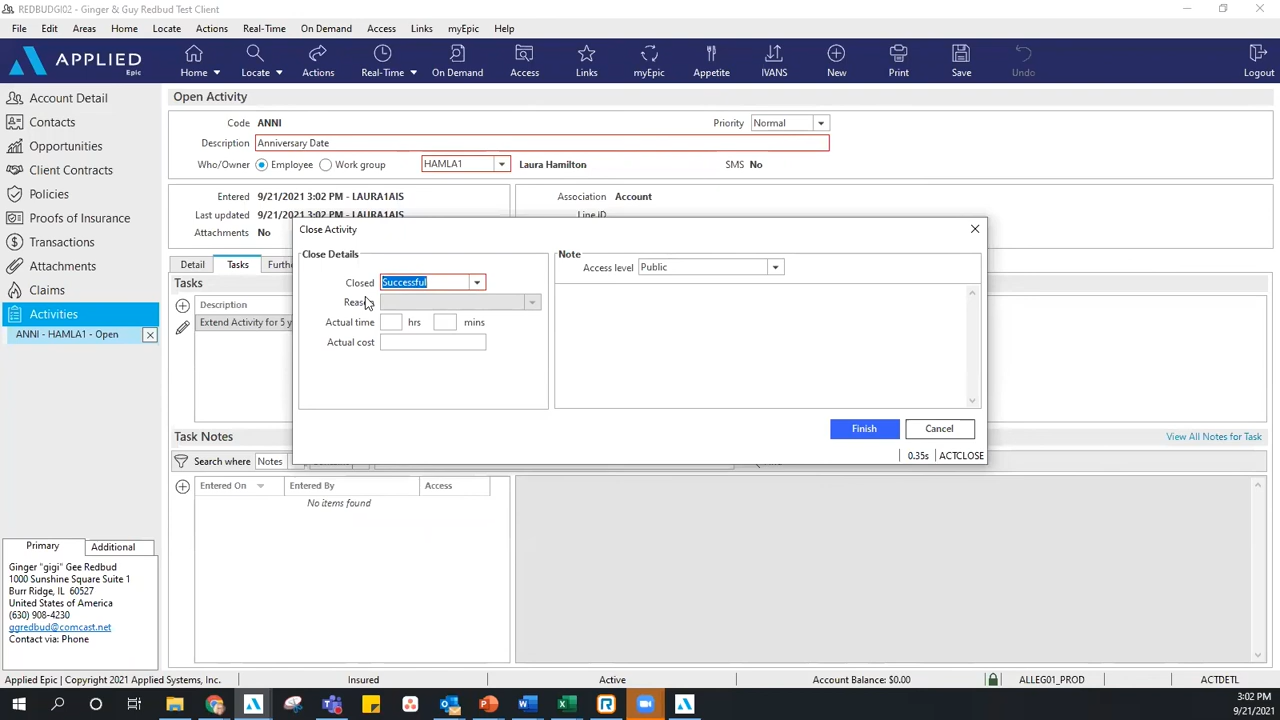 REDBUDGI02 - Ginger & Guy Redbud Test Client
File Edit Areas Home Locate Actions Real-Time On Demand Access Links myEpic Help
APPLIED
Home Locate Actions Real-Time On Demand Access Links myEpic Appetite IVANS New Print Save Undo Logout
Account Detail
Contacts
Opportunities
Client Contracts
Policies
Proofs of Insurance
Transactions
Attachments
Claims
Activities
ANNI - HAMLA1 - Open
Open Activity
Code ANNI Priority Normal
Description Anniversary Date
Who/Owner Employee Work group HAMLA1 Laura Hamilton SMS No
Entered 9/21/2021 3:02 PM - LAURA1AIS Association Account
Last updated 9/21/2021 3:02 PM - LAURA1AIS Line ID
Attachments No
Detail Tasks
Tasks
Description
Extend Activity for 5 y
Close Activity
Close Details
Closed Successful
Reason
Actual time hrs mins
Actual cost
Note
Access level Public
Finish Cancel
0.35s ACTCLOSE
Task Notes View All Notes for Task
Search where Notes
Entered On Entered By Access
No items found
Primary Additional
Ginger "gigi" Gee Redbud
1000 Sunshine Square Suite 1
Burr Ridge, IL 60527
United States of America
(630) 908-4230
ggredbud@comcast.net
Contact via: Phone
Applied Epic | Copyright 2021 Applied Systems, Inc. Insured Active Account Balance: $0.00 ALLEG01_PROD ACTDETL
3:02 PM
9/21/2021